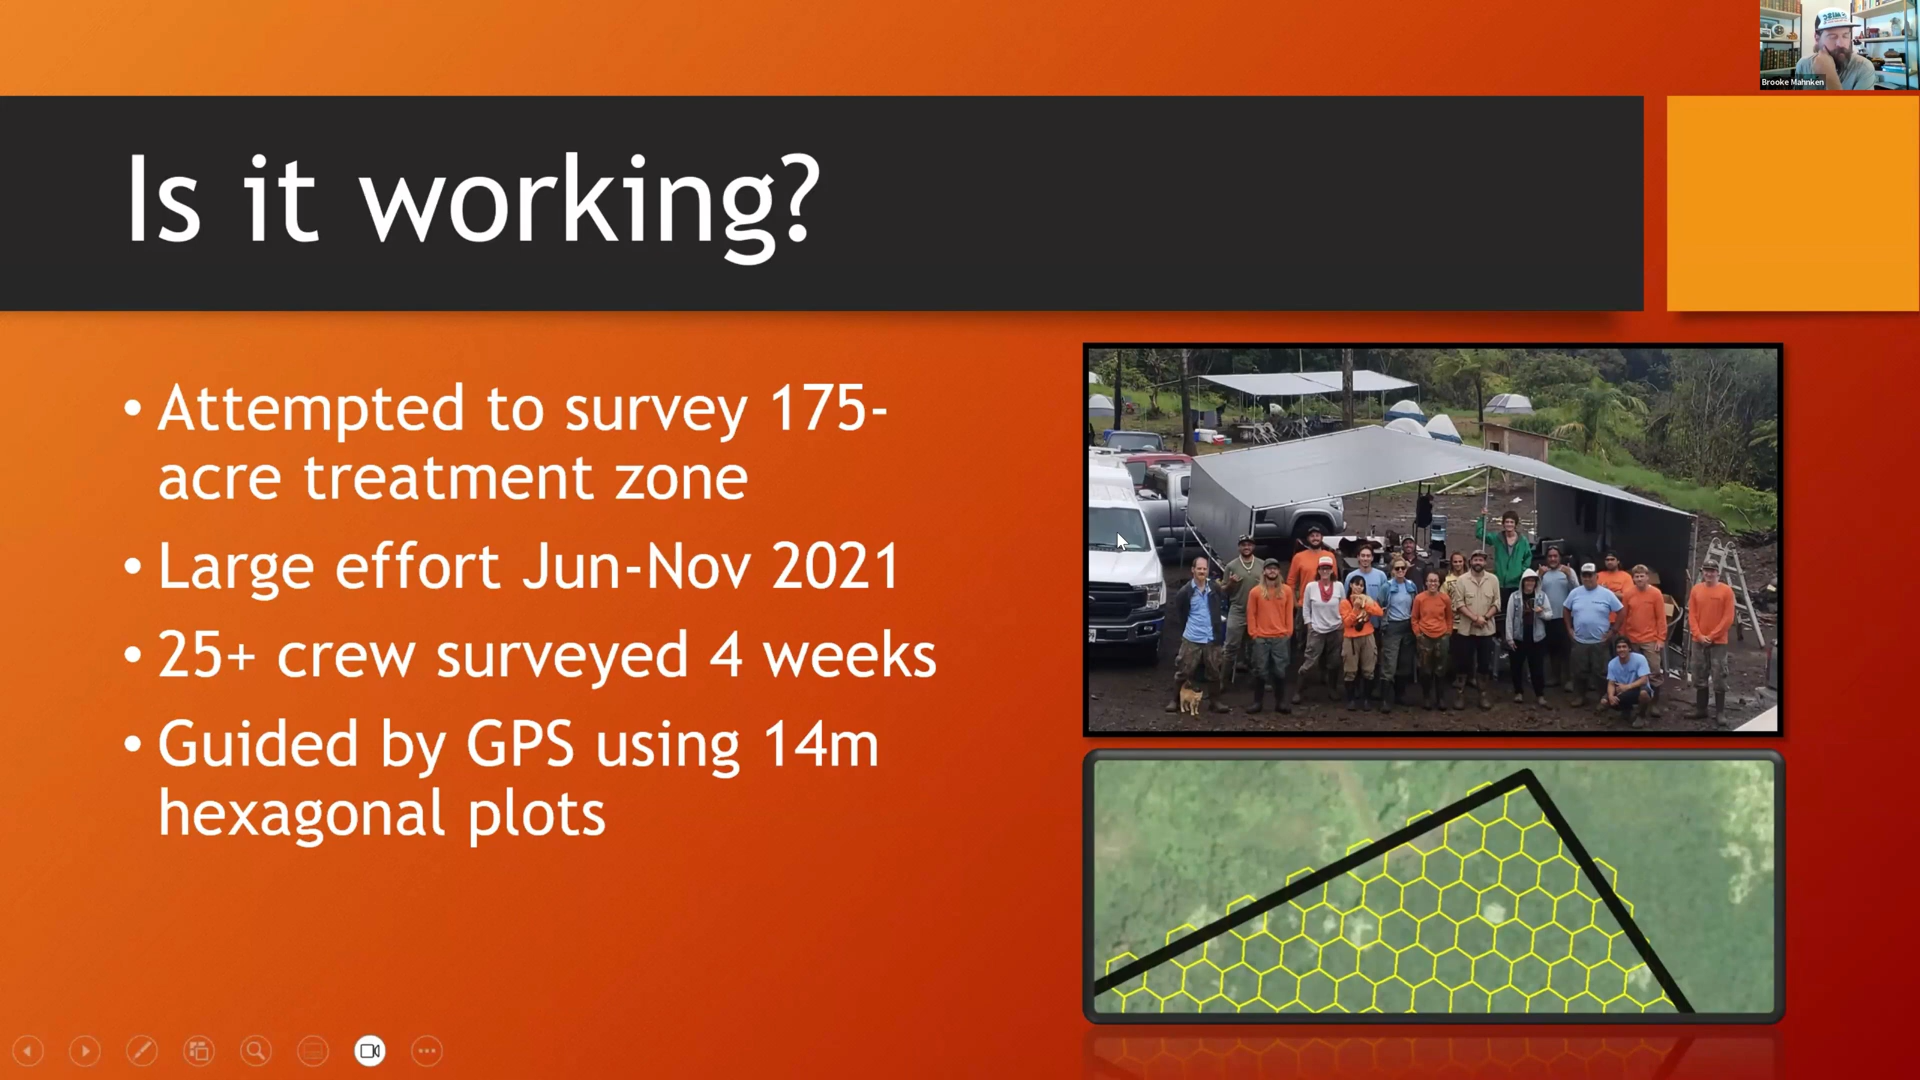 Brooke Mahnken
Is it working?
• Attempted to survey 175-
acre treatment zone
• Large effort Jun-Nov 2021
• 25+ crew surveyed 4 weeks
• Guided by GPS using 14m
hexagonal plots